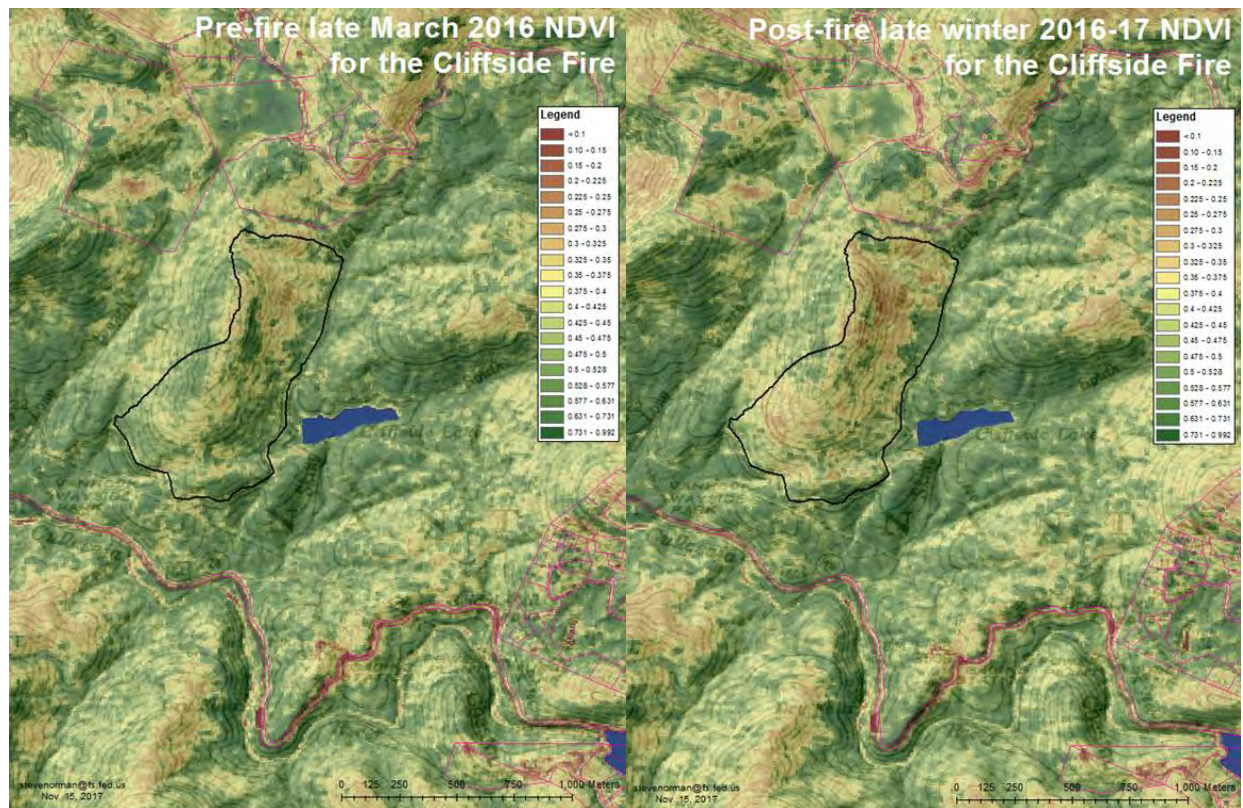 Pre-fire late March 2016 NDVI
for the Cliffside Fire
Legend
< 0.1
0.10 - 0.15
0.15 - 0.2
0.2 - 0.225
0.225 - 0.25
0.25 - 0.275
0.275 - 0.3
0.3 - 0.325
0.325 - 0.35
0.35 - 0.375
0.375 - 0.4
0.4 - 0.425
0.425 - 0.45
0.45 - 0.475
0.475 - 0.5
0.5 - 0.528
0.528 - 0.577
0.577 - 0.631
0.631 - 0.731
0.731 - 0.992
WAYSIDE
stevenorman@fs.fed.us
Nov. 15, 2017
0 125 250 500 750 1,000 Meters
Post-fire late winter 2016-17 NDVI
for the Cliffside Fire
Legend
< 0.1
0.10 - 0.15
0.15 - 0.2
0.2 - 0.225
0.225 - 0.25
0.25 - 0.275
0.275 - 0.3
0.3 - 0.325
0.325 - 0.35
0.35 - 0.375
0.375 - 0.4
0.4 - 0.425
0.425 - 0.45
0.45 - 0.475
0.475 - 0.5
0.5 - 0.528
0.528 - 0.577
0.577 - 0.631
0.631 - 0.731
0.731 - 0.992
Cliffside Lake
WAYSIDE
stevenorman@fs.fed.us
Nov. 15, 2017
0 125 250 500 750 1,000 Meters